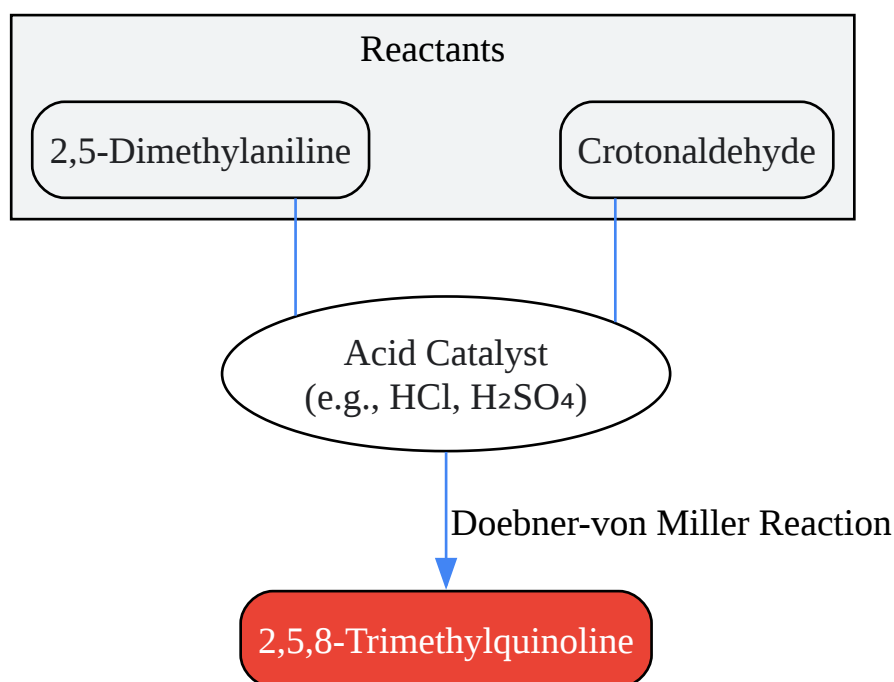 Reactants
2,5-Dimethylaniline
Crotonaldehyde
Acid Catalyst
(e.g., HCl, H₂SO₄)
Doebner-von Miller Reaction
2,5,8-Trimethylquinoline